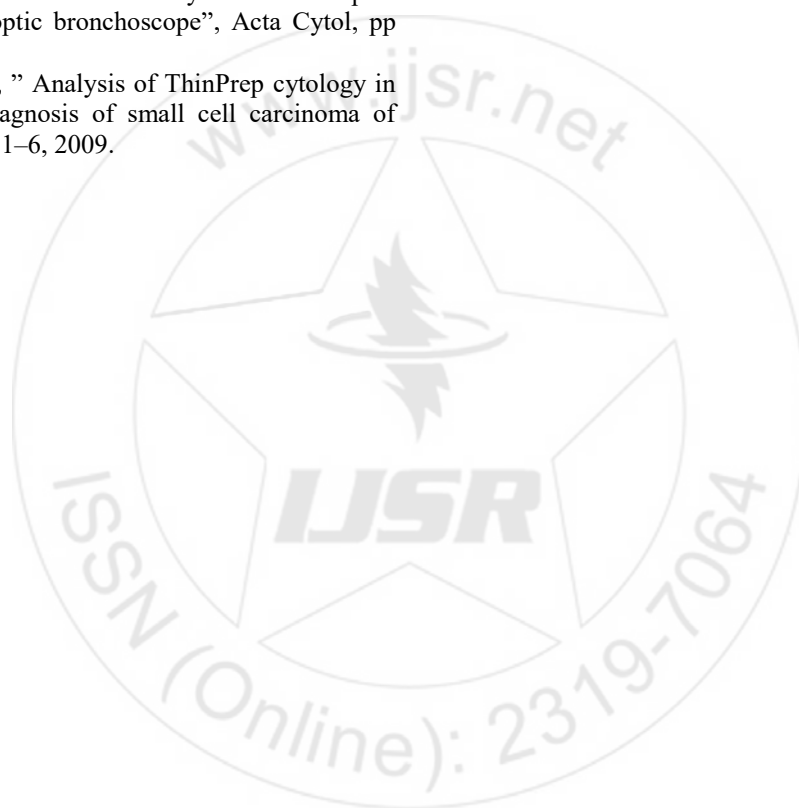 optic bronchoscope”, Acta Cytol, pp
, ” Analysis of ThinPrep cytology in
agnosis of small cell carcinoma of
1–6, 2009.
www.ijsr.net
IJSR
ISSN (Online): 2319-7064